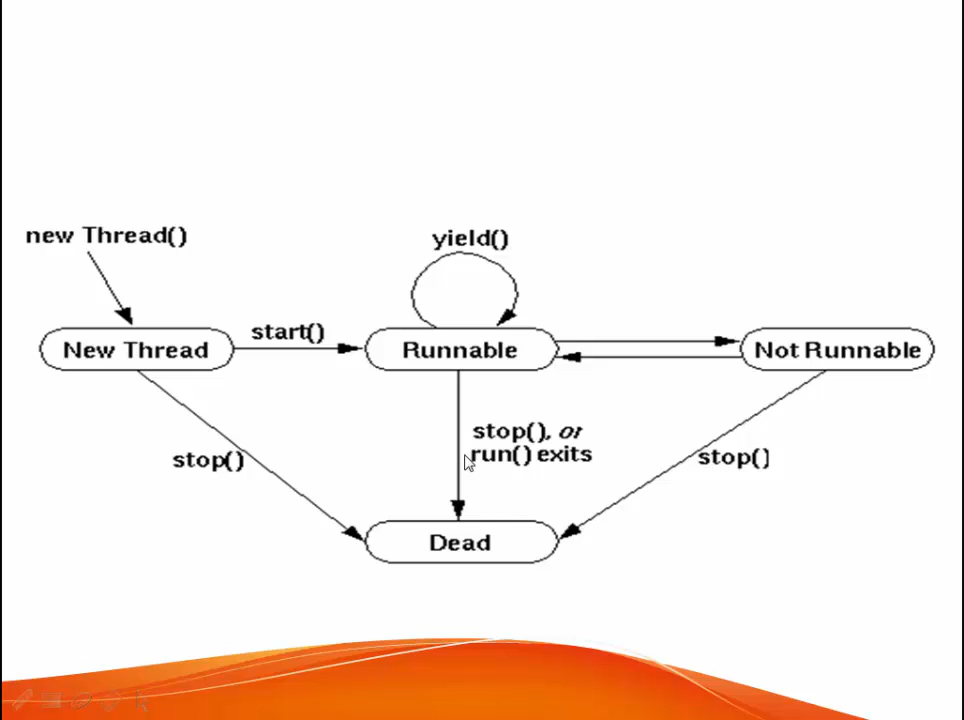 new Thread()
yield()
start()
New Thread
Runnable
Not Runnable
stop(), or
run() exits
stop()
stop()
Dead